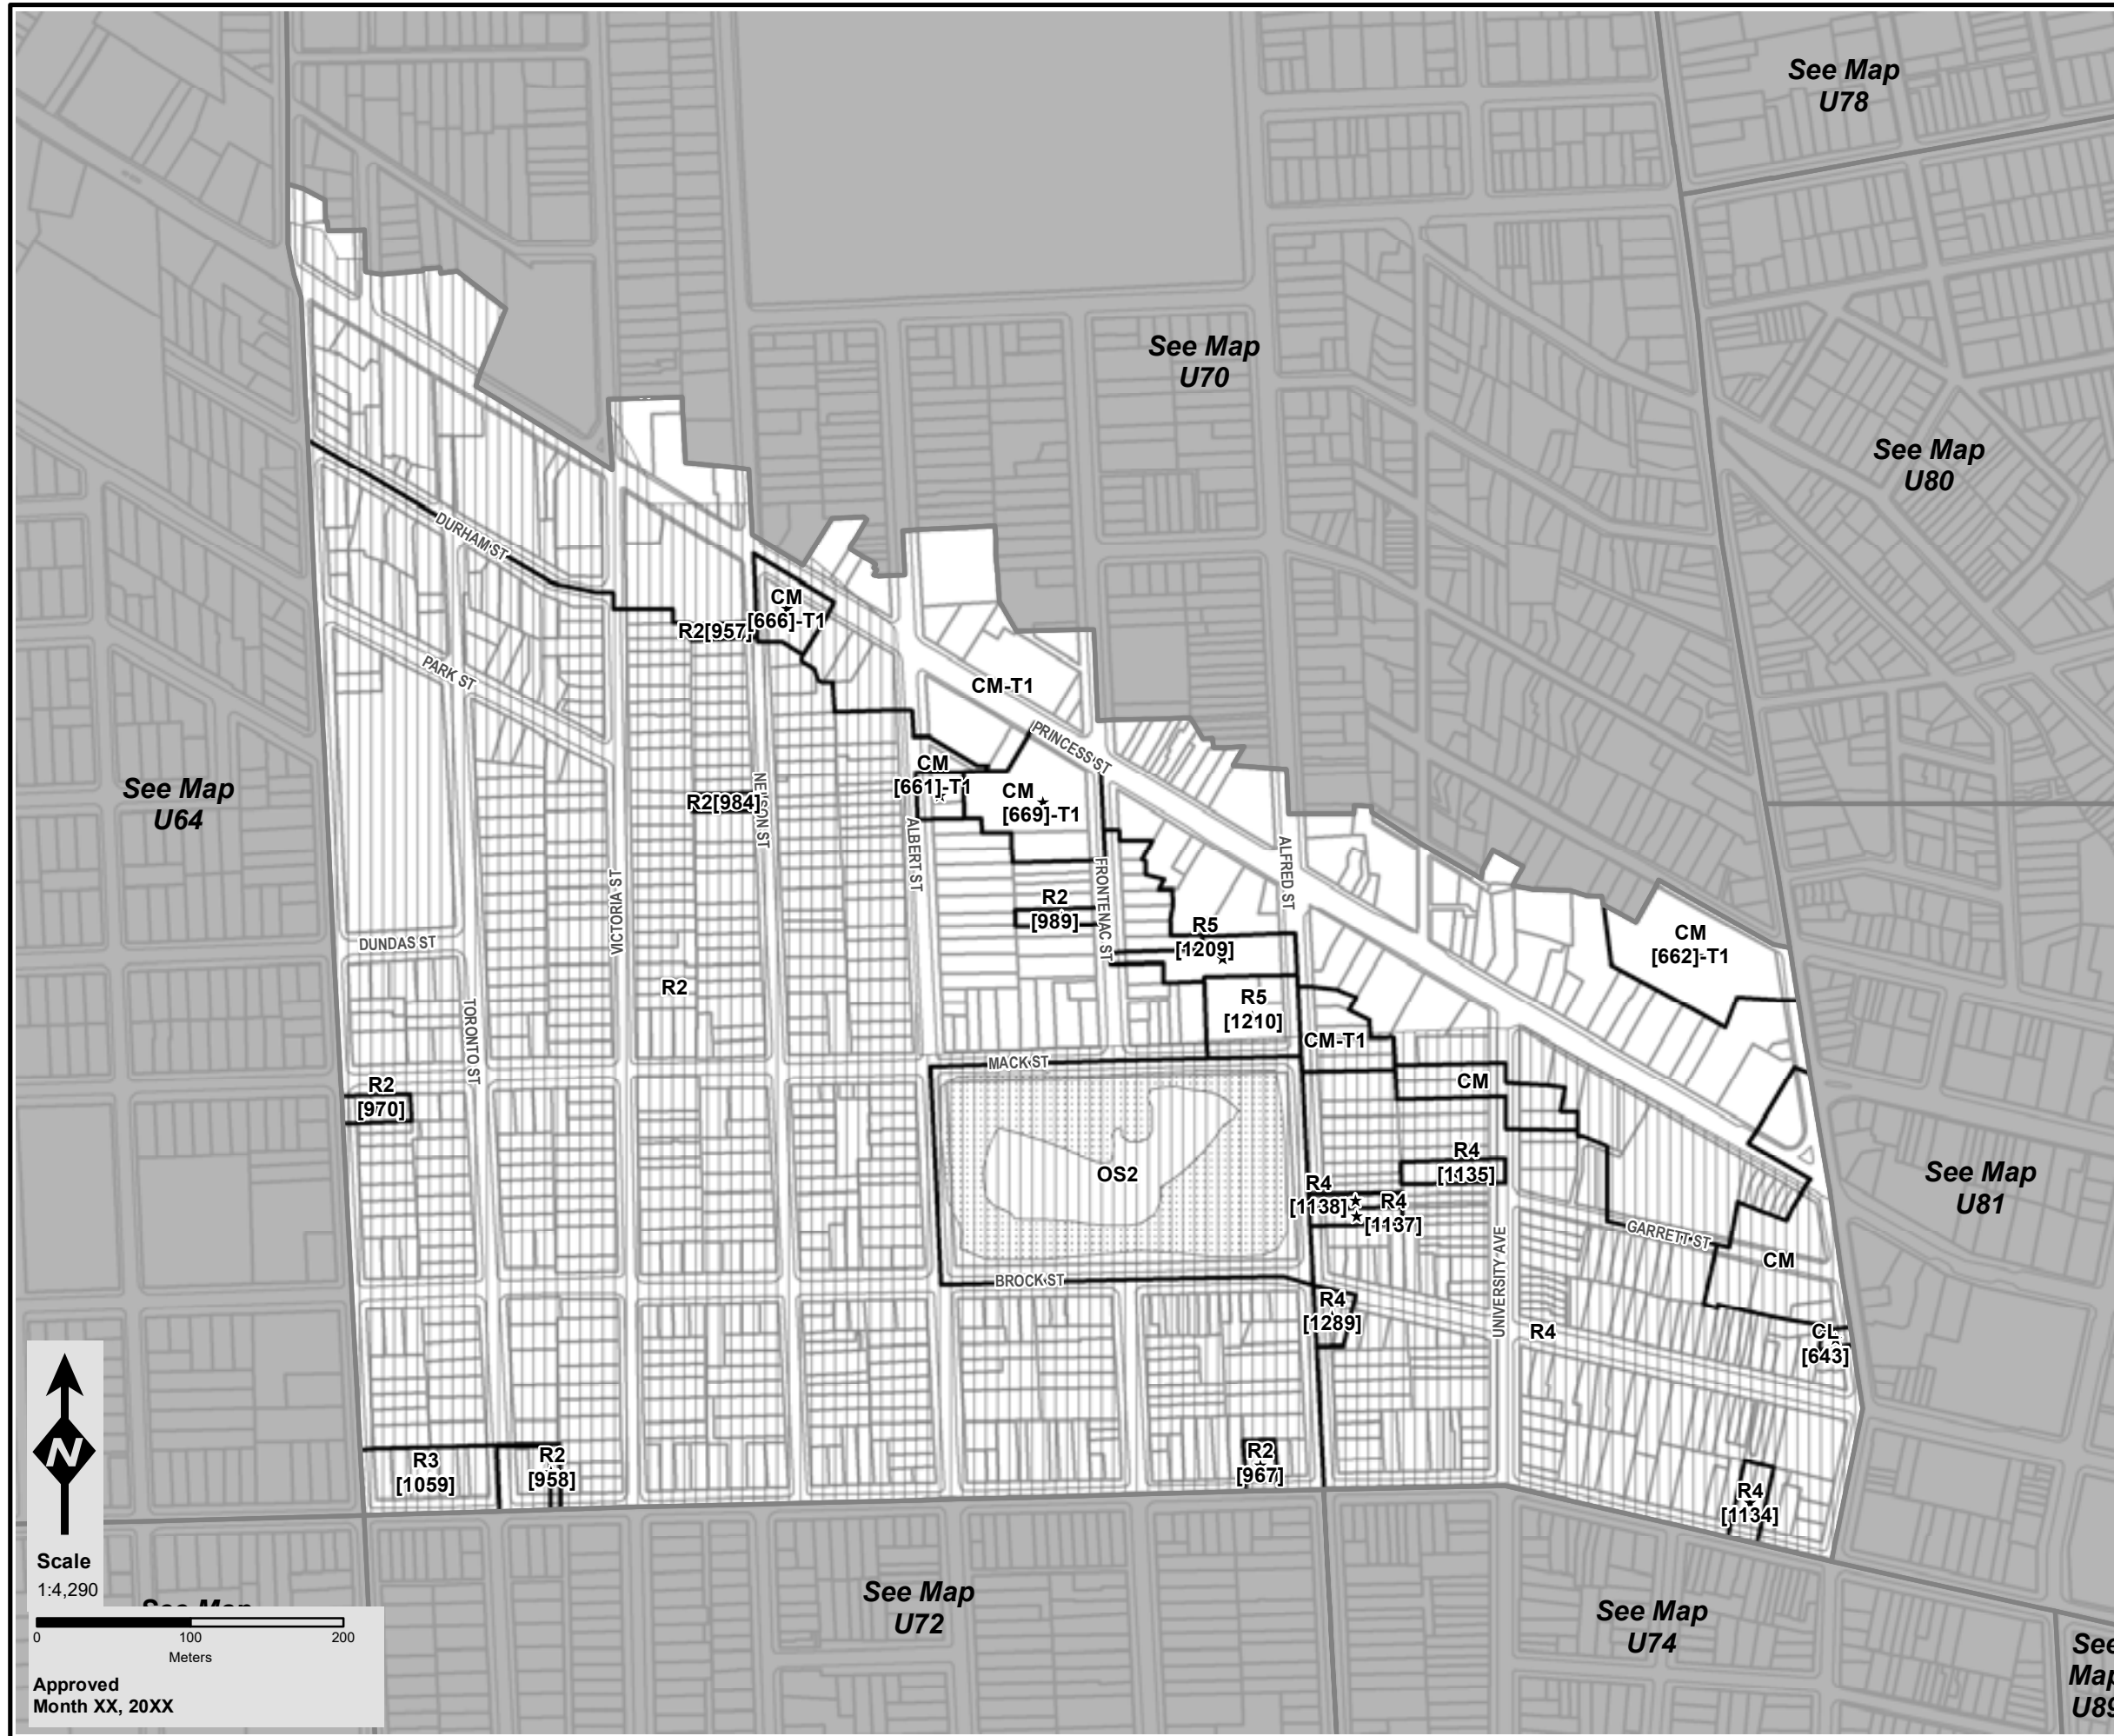 See Map
U78
See Map
U70
See Map
U80
DURHAM ST
CM
[666]-T1
R2[957]
PARK ST
CM-T1
PRINCESS ST
See Map
U64
CM
[661]-T1
CM
[669]-T1
R2[984]
NELSON ST
ALBERT ST
ALFRED ST
VICTORIA ST
FRONTENAC ST
R2
[989]
R5
[1209]
CM
[662]-T1
DUNDAS ST
R2
R5
[1210]
TORONTO ST
CM-T1
MACK ST
CM
R2
[970]
OS2
R4
[1135]
R4
[1138]
R4
[1137]
See Map
U81
GARRETT ST
UNIVERSITY AVE
CM
BROCK ST
R4
[1289]
R4
CL
[643]
R3
[1059]
R2
[958]
R2
[967]
R4
[1134]
N
Scale
1:4,290
See Map
0 100 200
Meters
Approved
Month XX, 20XX
See Map
U72
See Map
U74
See
Map
U89